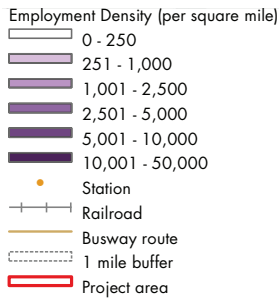 Employment Density (per square mile)
0 - 250
251 - 1,000
1,001 - 2,500
2,501 - 5,000
5,001 - 10,000
10,001 - 50,000
Station
Railroad
Busway route
1 mile buffer
Project area